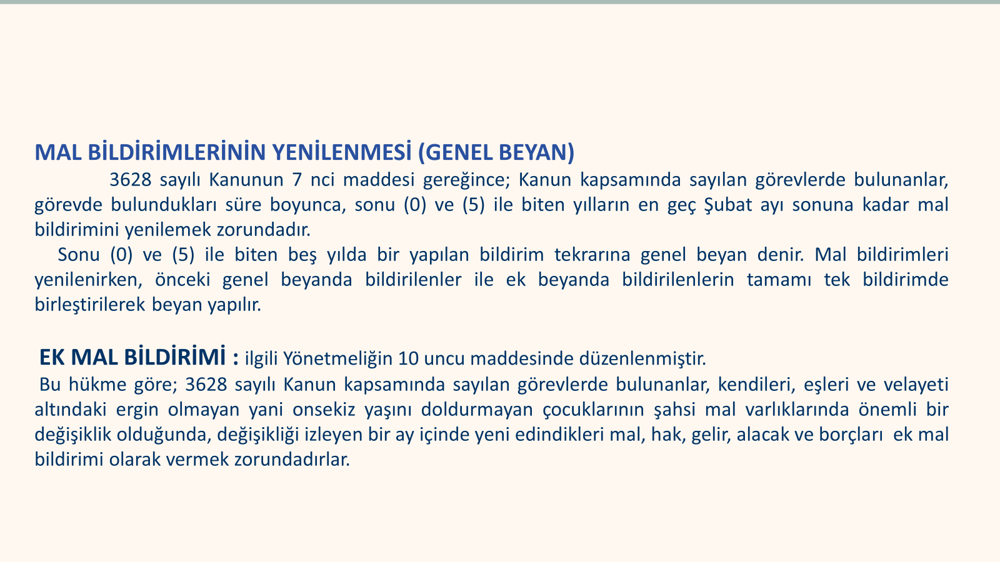 MAL BİLDİRİMLERİNİN YENİLENMESİ (GENEL BEYAN)
3628 sayılı Kanunun 7 nci maddesi gereğince; Kanun kapsamında sayılan görevlerde bulunanlar,
görevde bulundukları süre boyunca, sonu (0) ve (5) ile biten yılların en geç Şubat ayı sonuna kadar mal
bildirimini yenilemek zorundadır.
Sonu (0) ve (5) ile biten beş yılda bir yapılan bildirim tekrarına genel beyan denir. Mal bildirimleri
yenilenirken, önceki genel beyanda bildirilenler ile ek beyanda bildirilenlerin tamamı tek bildirimde
birleştirilerek beyan yapılır.
EK MAL BİLDİRİMİ : ilgili Yönetmeliğin 10 uncu maddesinde düzenlenmiştir.
Bu hükme göre; 3628 sayılı Kanun kapsamında sayılan görevlerde bulunanlar, kendileri, eşleri ve velayeti
altındaki ergin olmayan yani onsekiz yaşını doldurmayan çocuklarının şahsi mal varlıklarında önemli bir
değişiklik olduğunda, değişikliği izleyen bir ay içinde yeni edindikleri mal, hak, gelir, alacak ve borçları  ek mal
bildirimi olarak vermek zorundadırlar.